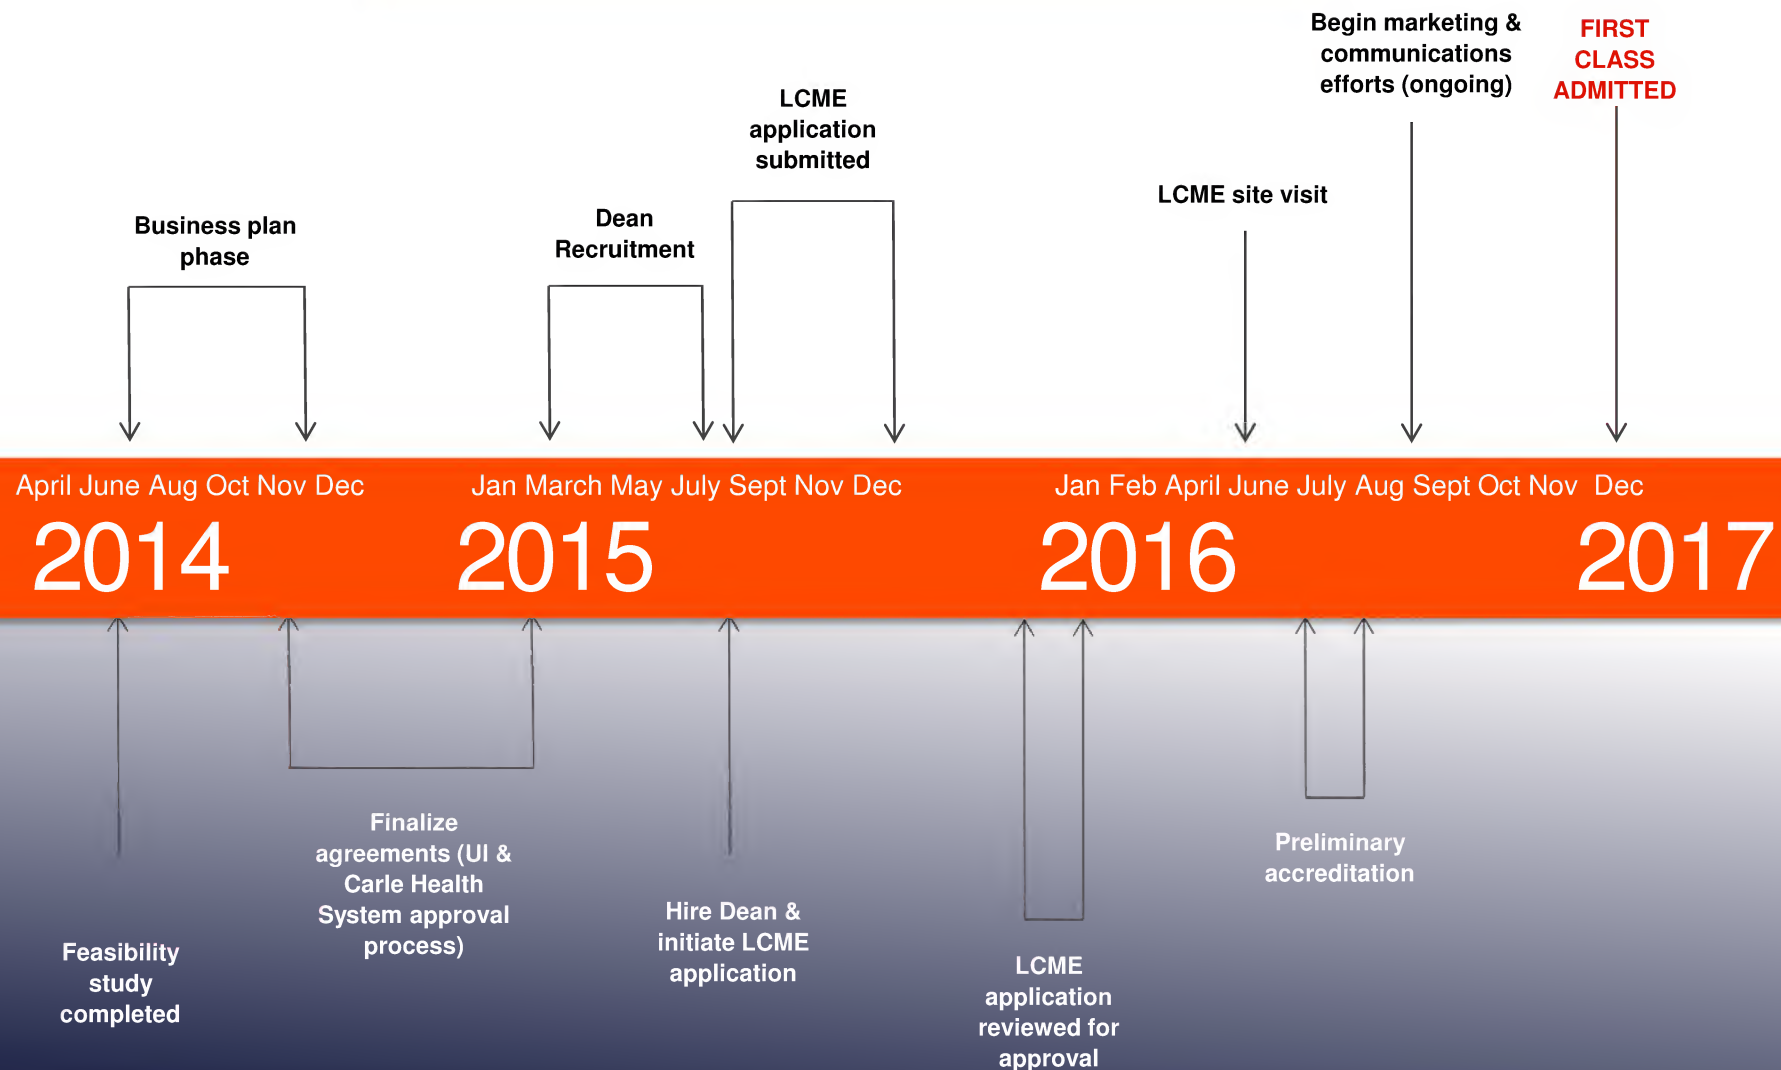 Begin marketing &
communications
efforts (ongoing)
FIRST
CLASS
ADMITTED
LCME
application
submitted
LCME site visit
Business plan
phase
Dean
Recruitment
April June Aug Oct Nov Dec
Jan March May July Sept Nov Dec
Jan Feb April June July Aug Sept Oct Nov Dec
2014
2015
2016
2017
Finalize
agreements (UI &
Carle Health
System approval
process)
Preliminary
accreditation
Hire Dean &
initiate LCME
application
Feasibility
study
completed
LCME
application
reviewed for
approval